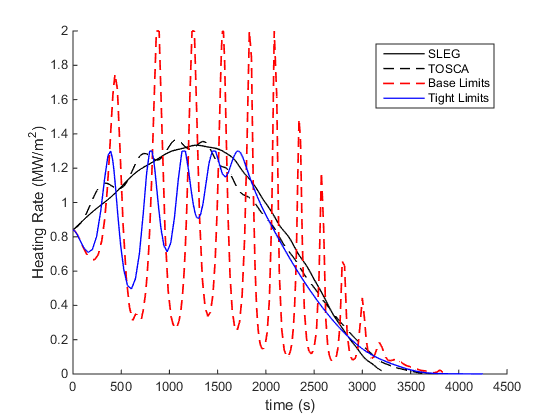 2
1.8
1.6
1.4
1.2
1
0.8
0.6
0.4
0.2
0
Heating Rate (MW/m²)
SLEG
TOSCA
Base Limits
Tight Limits
0 500 1000 1500 2000 2500 3000 3500 4000 4500
time (s)